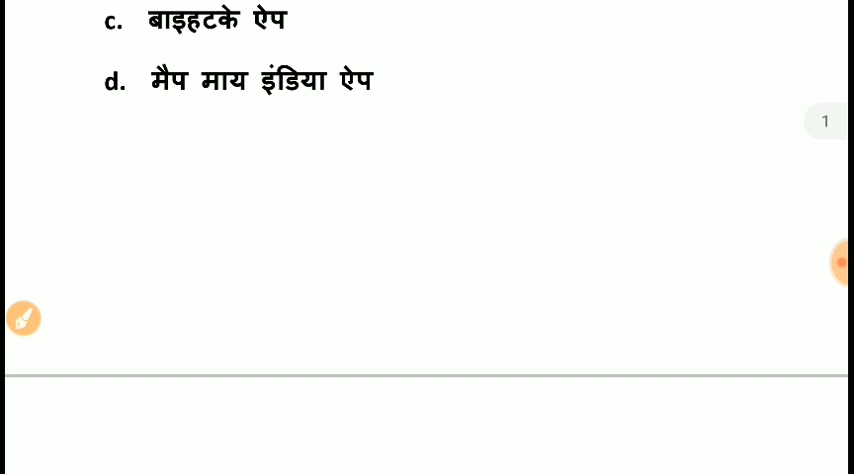 c. बाइहटके ऐप
d. मैप माय इंडिया ऐप
1